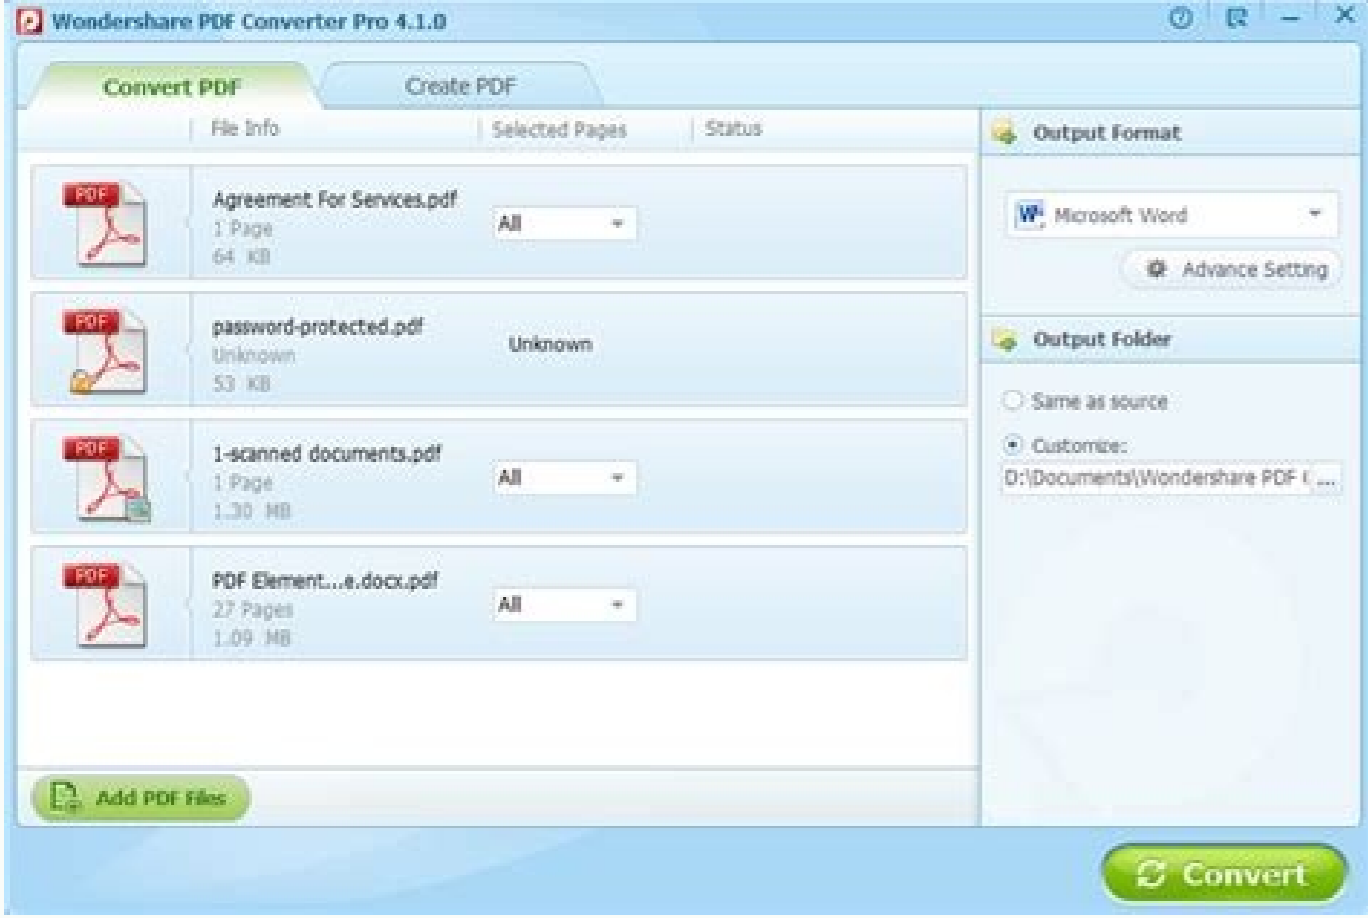 Wondershare PDF Converter Pro 4.1.0
Convert PDF
Create PDF
File Info
Selected Pages
Status
PDF
Agreement For Services.pdf
1 Page
64 KB
All
PDF
password-protected.pdf
Unknown
53 KB
Unknown
PDF
1-scanned documents.pdf
1 Page
1.30 MB
All
PDF
PDF Element...e.docx.pdf
27 Pages
1.09 MB
All
Add PDF Files
Output Format
W Microsoft Word
Advance Setting
Output Folder
Same as source
Customize:
D:\Documents\Wondershare PDF ...
Convert